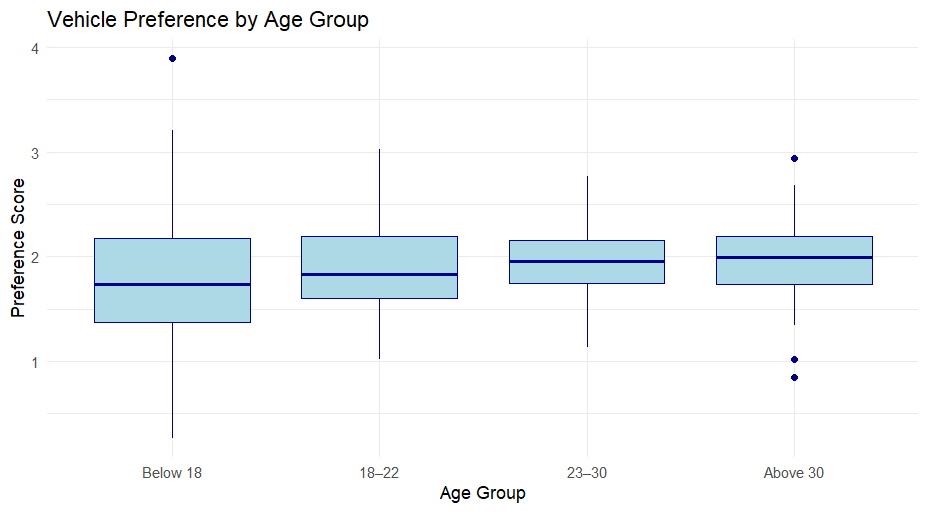 Vehicle Preference by Age Group
4
3
2
1
Preference Score
Below 18
18–22
23–30
Above 30
Age Group